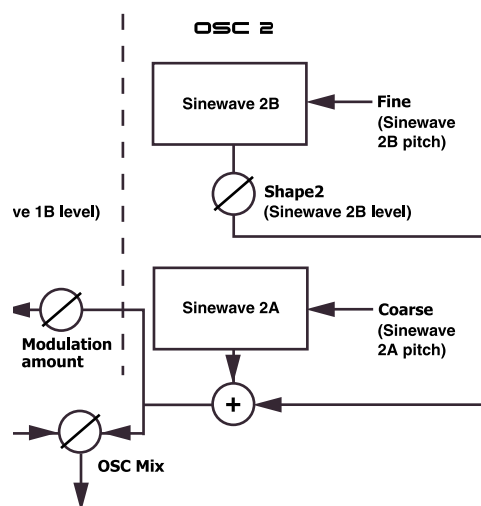 OSC 2
Sinewave 2B
Fine
(Sinewave
2B pitch)
Shape2
(Sinewave 2B level)
ve 1B level)
Sinewave 2A
Coarse
(Sinewave
2A pitch)
Modulation
amount
+
OSC Mix